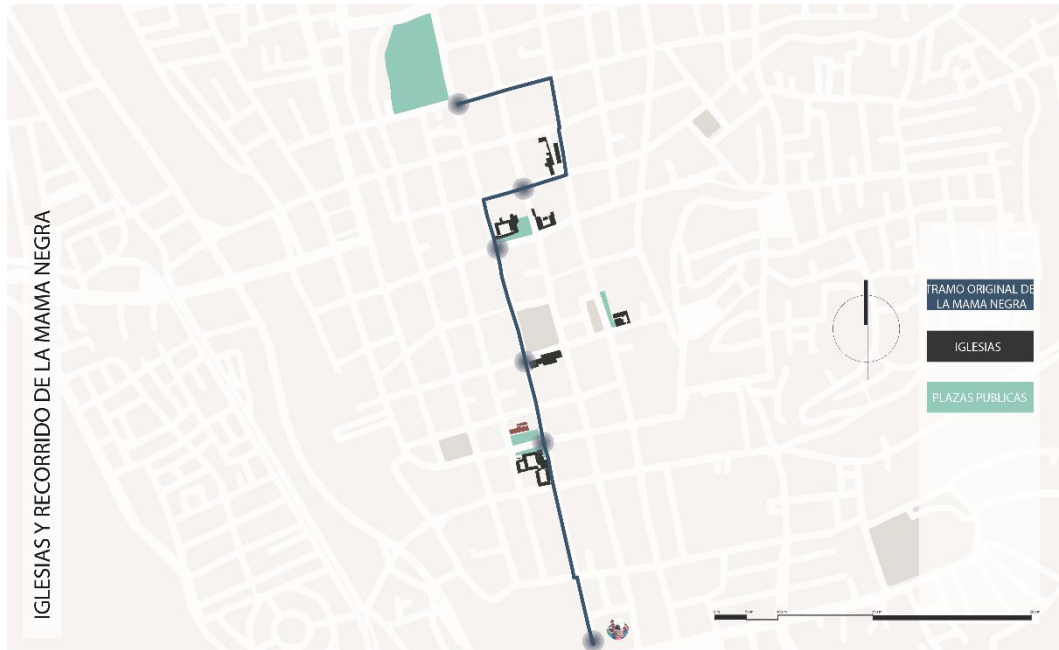 IGLESIAS Y RECORRIDO DE LA MAMA NEGRA
TRAMO ORIGINAL DE
LA MAMA NEGRA
IGLESIAS
PLAZAS PUBLICAS